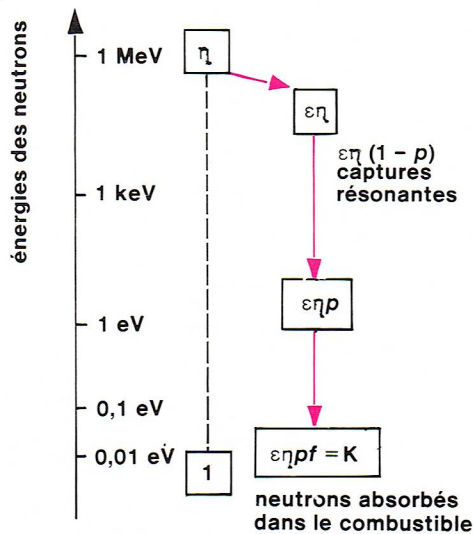 énergies des neutrons
1 MeV
η
εη
εη (1 – p)
captures
résonantes
1 keV
εηp
1 eV
0,1 eV
0,01 eV
1
εηpf = K
neutrons absorbés
dans le combustible